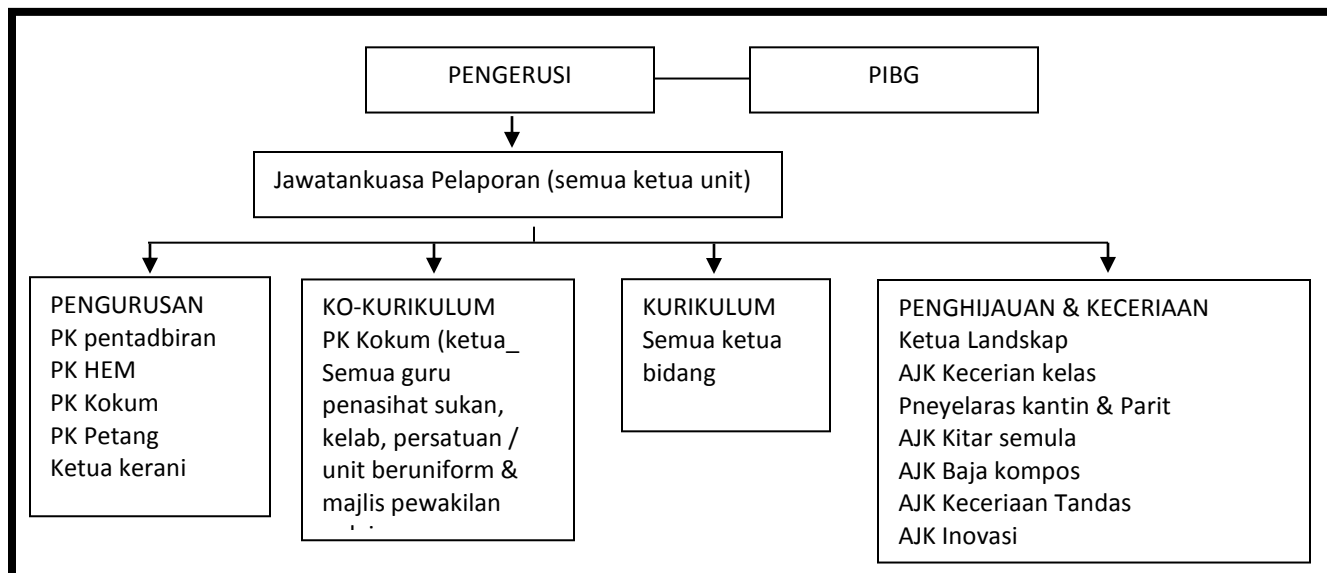 PENGERUSI
PIBG
Jawatankuasa Pelaporan (semua ketua unit)
PENGURUSAN
PK pentadbiran
PK HEM
PK Kokum
PK Petang
Ketua kerani
KO-KURIKULUM
PK Kokum (ketua_
Semua guru
penasihat sukan,
kelab, persatuan /
unit beruniform &
majlis pewakilan
KURIKULUM
Semua ketua
bidang
PENGHIJAUAN & KECERIAAN
Ketua Landskap
AJK Kecerian kelas
Pneyelaras kantin & Parit
AJK Kitar semula
AJK Baja kompos
AJK Keceriaan Tandas
AJK Inovasi